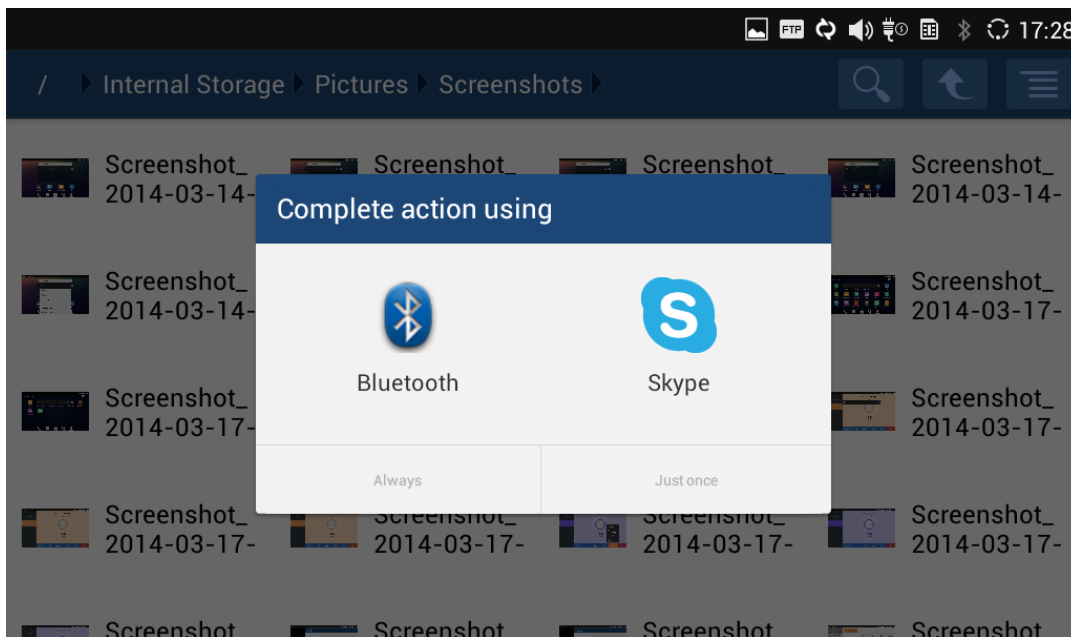 FTP 17:28
/ Internal Storage Pictures Screenshots
Screenshot_ Screenshot_ Screenshot_ Screenshot_
2014-03-14- 2014-03-14-
Complete action using
Screenshot_ Screenshot_
2014-03-14- 2014-03-17-
S
Bluetooth Skype
Screenshot_ Screenshot_
2014-03-17- 2014-03-17-
Always Just once
Screenshot_ Screenshot_ Screenshot_ Screenshot_
2014-03-17- 2014-03-17- 2014-03-17- 2014-03-17-
Screenshot Screenshot Screenshot Screenshot